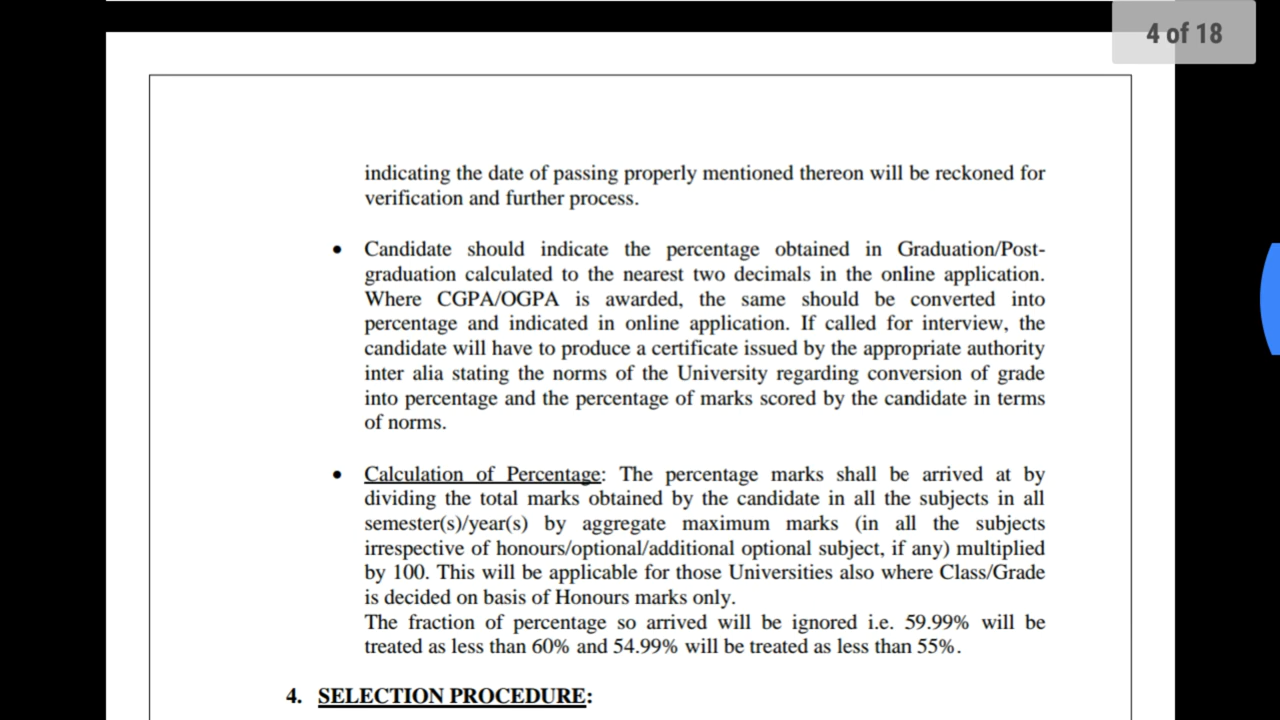 4 of 18
indicating the date of passing properly mentioned thereon will be reckoned for
verification and further process.
• Candidate should indicate the percentage obtained in Graduation/Post-
graduation calculated to the nearest two decimals in the online application.
Where CGPA/OGPA is awarded, the same should be converted into
percentage and indicated in online application. If called for interview, the
candidate will have to produce a certificate issued by the appropriate authority
inter alia stating the norms of the University regarding conversion of grade
into percentage and the percentage of marks scored by the candidate in terms
of norms.
• Calculation of Percentage: The percentage marks shall be arrived at by
dividing the total marks obtained by the candidate in all the subjects in all
semester(s)/year(s) by aggregate maximum marks (in all the subjects
irrespective of honours/optional/additional optional subject, if any) multiplied
by 100. This will be applicable for those Universities also where Class/Grade
is decided on basis of Honours marks only.
The fraction of percentage so arrived will be ignored i.e. 59.99% will be
treated as less than 60% and 54.99% will be treated as less than 55%.
4. SELECTION PROCEDURE: